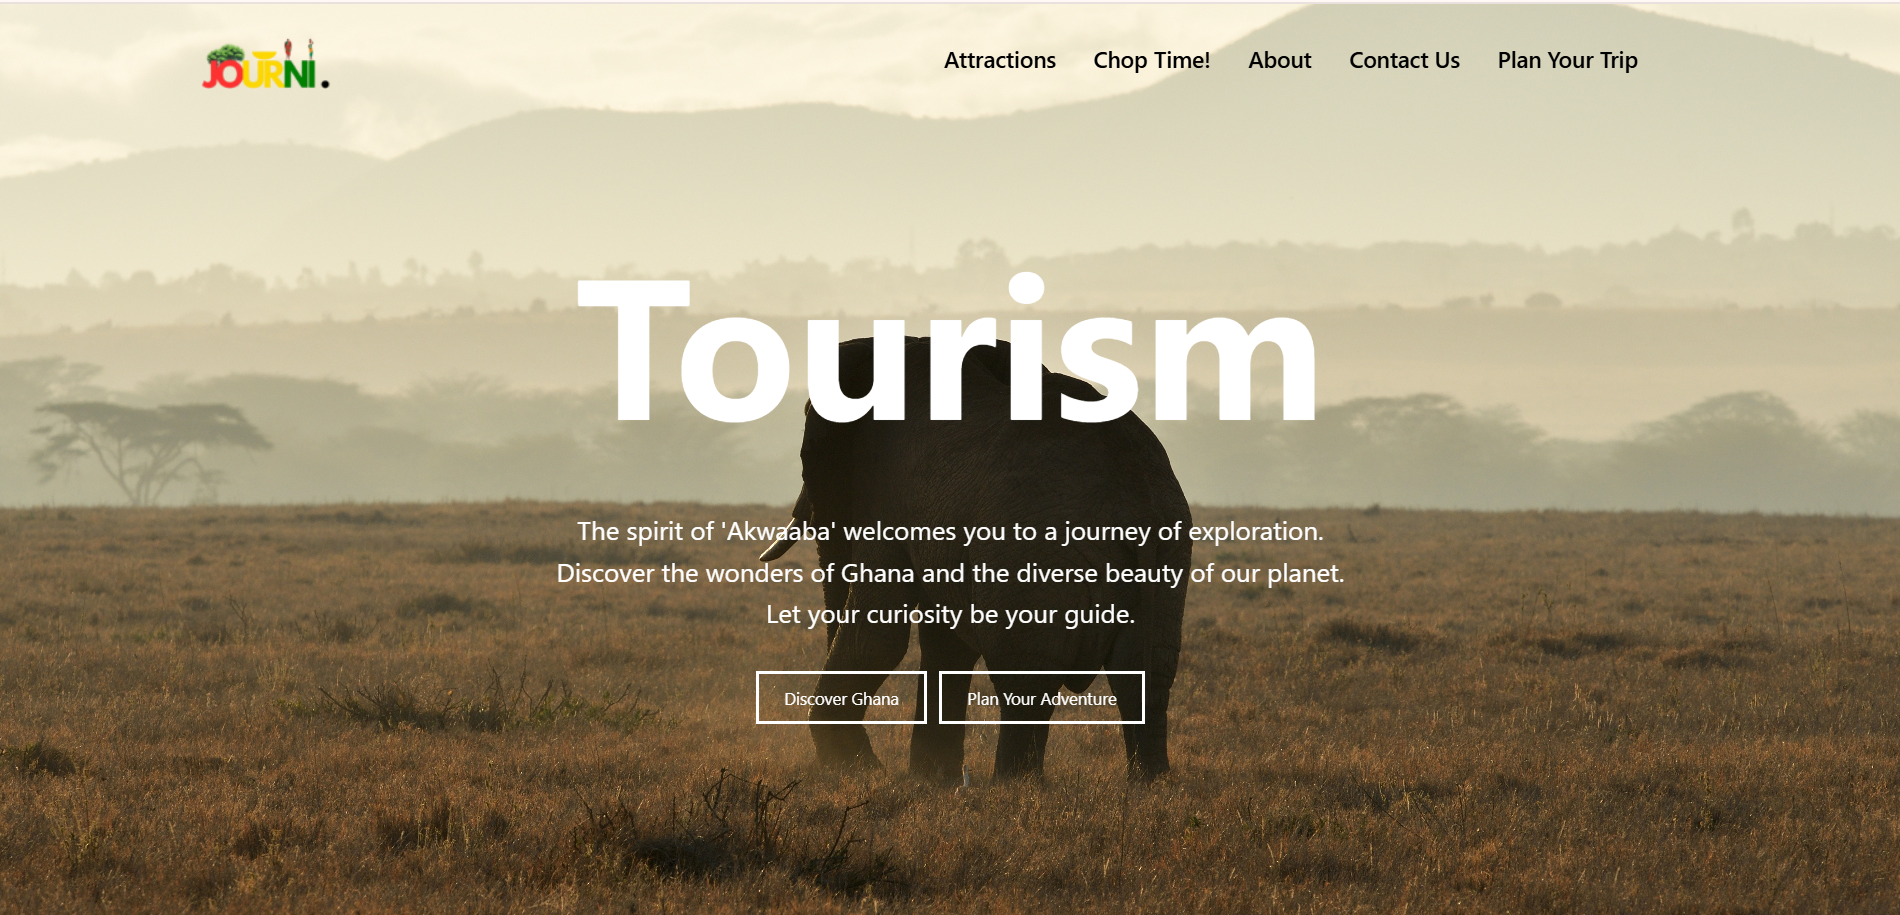 JOURNI.
Attractions Chop Time! About Contact Us Plan Your Trip
Tourism
The spirit of 'Akwaaba' welcomes you to a journey of exploration.
Discover the wonders of Ghana and the diverse beauty of our planet.
Let your curiosity be your guide.
Discover Ghana Plan Your Adventure